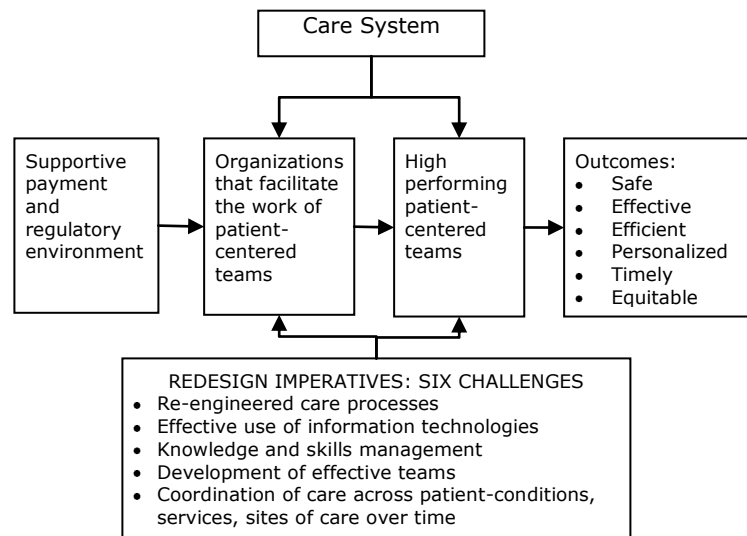 Care System
Supportive
payment
and
regulatory
environment
Organizations
that facilitate
the work of
patient-
centered
teams
High
performing
patient-
centered
teams
Outcomes:
• Safe
• Effective
• Efficient
• Personalized
• Timely
• Equitable
REDESIGN IMPERATIVES: SIX CHALLENGES
• Re-engineered care processes
• Effective use of information technologies
• Knowledge and skills management
• Development of effective teams
• Coordination of care across patient-conditions,
services, sites of care over time